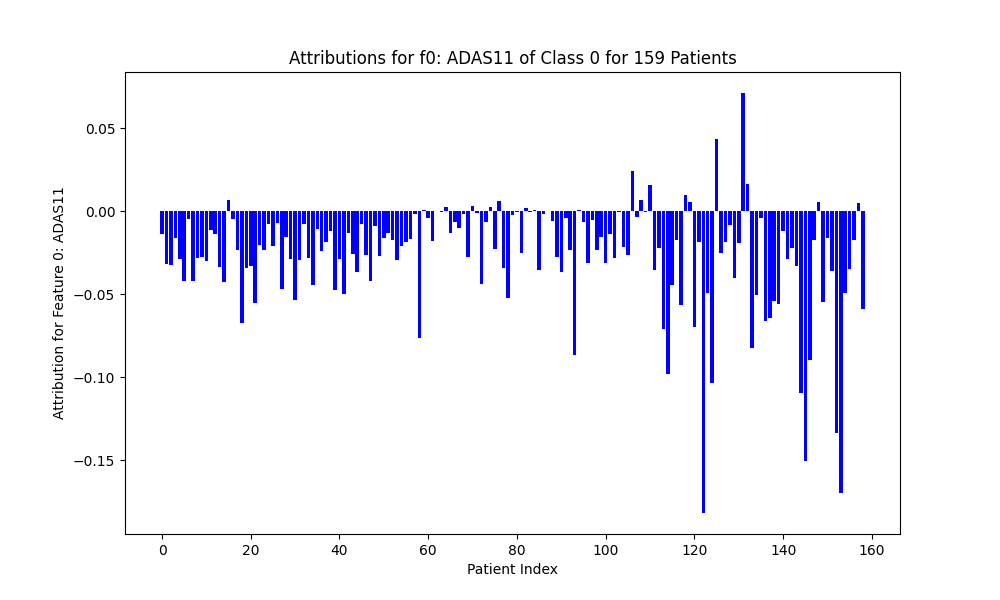 Attributions for f0: ADAS11 of Class 0 for 159 Patients
Attribution for Feature 0: ADAS11
0.05
0.00
−0.05
−0.10
−0.15
0 20 40 60 80 100 120 140 160
Patient Index